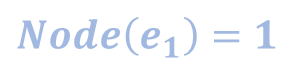 Node(e₁) = 1